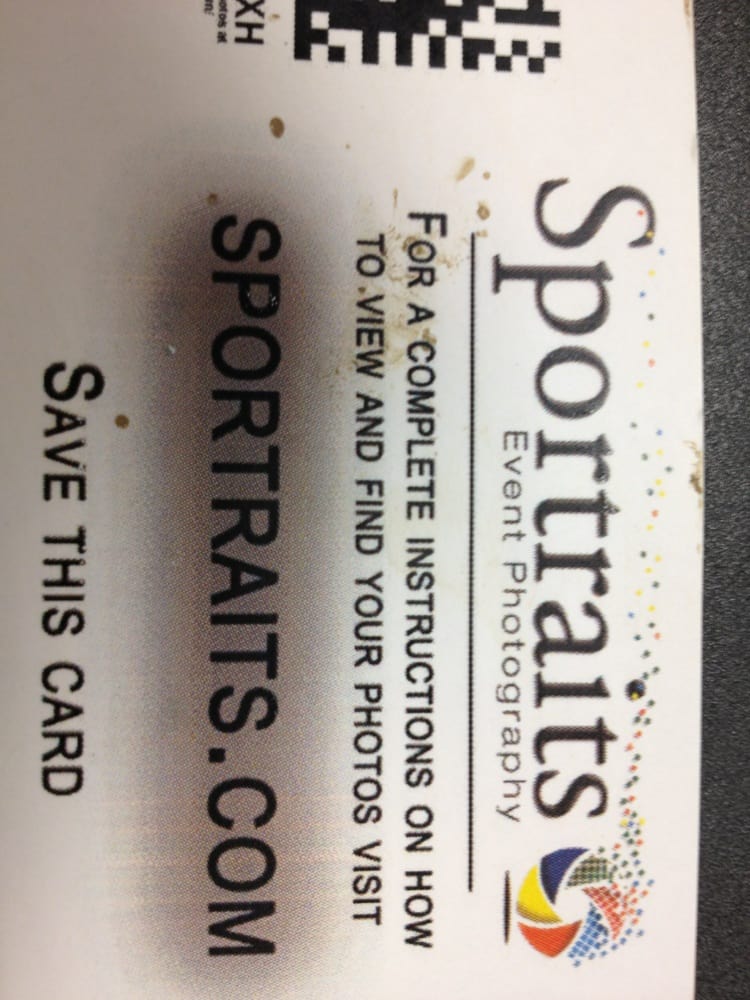 Sportraits
Event Photography
FOR A COMPLETE INSTRUCTIONS ON HOW
TO VIEW AND FIND YOUR PHOTOS VISIT
SPORTRAITS.COM
SAVE THIS CARD
XH